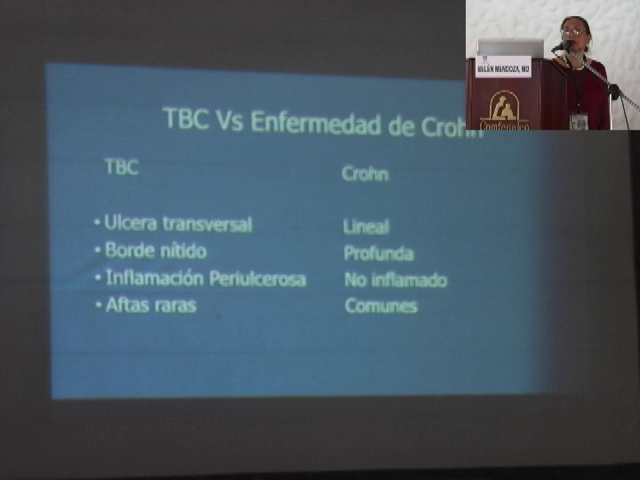 BELÉN MENDOZA, MD
Comfenalco
TBC Vs Enfermedad de Crohn
TBC Crohn
• Ulcera transversal Lineal
• Borde nítido Profunda
• Inflamación Periulcerosa No inflamado
• Aftas raras Comunes